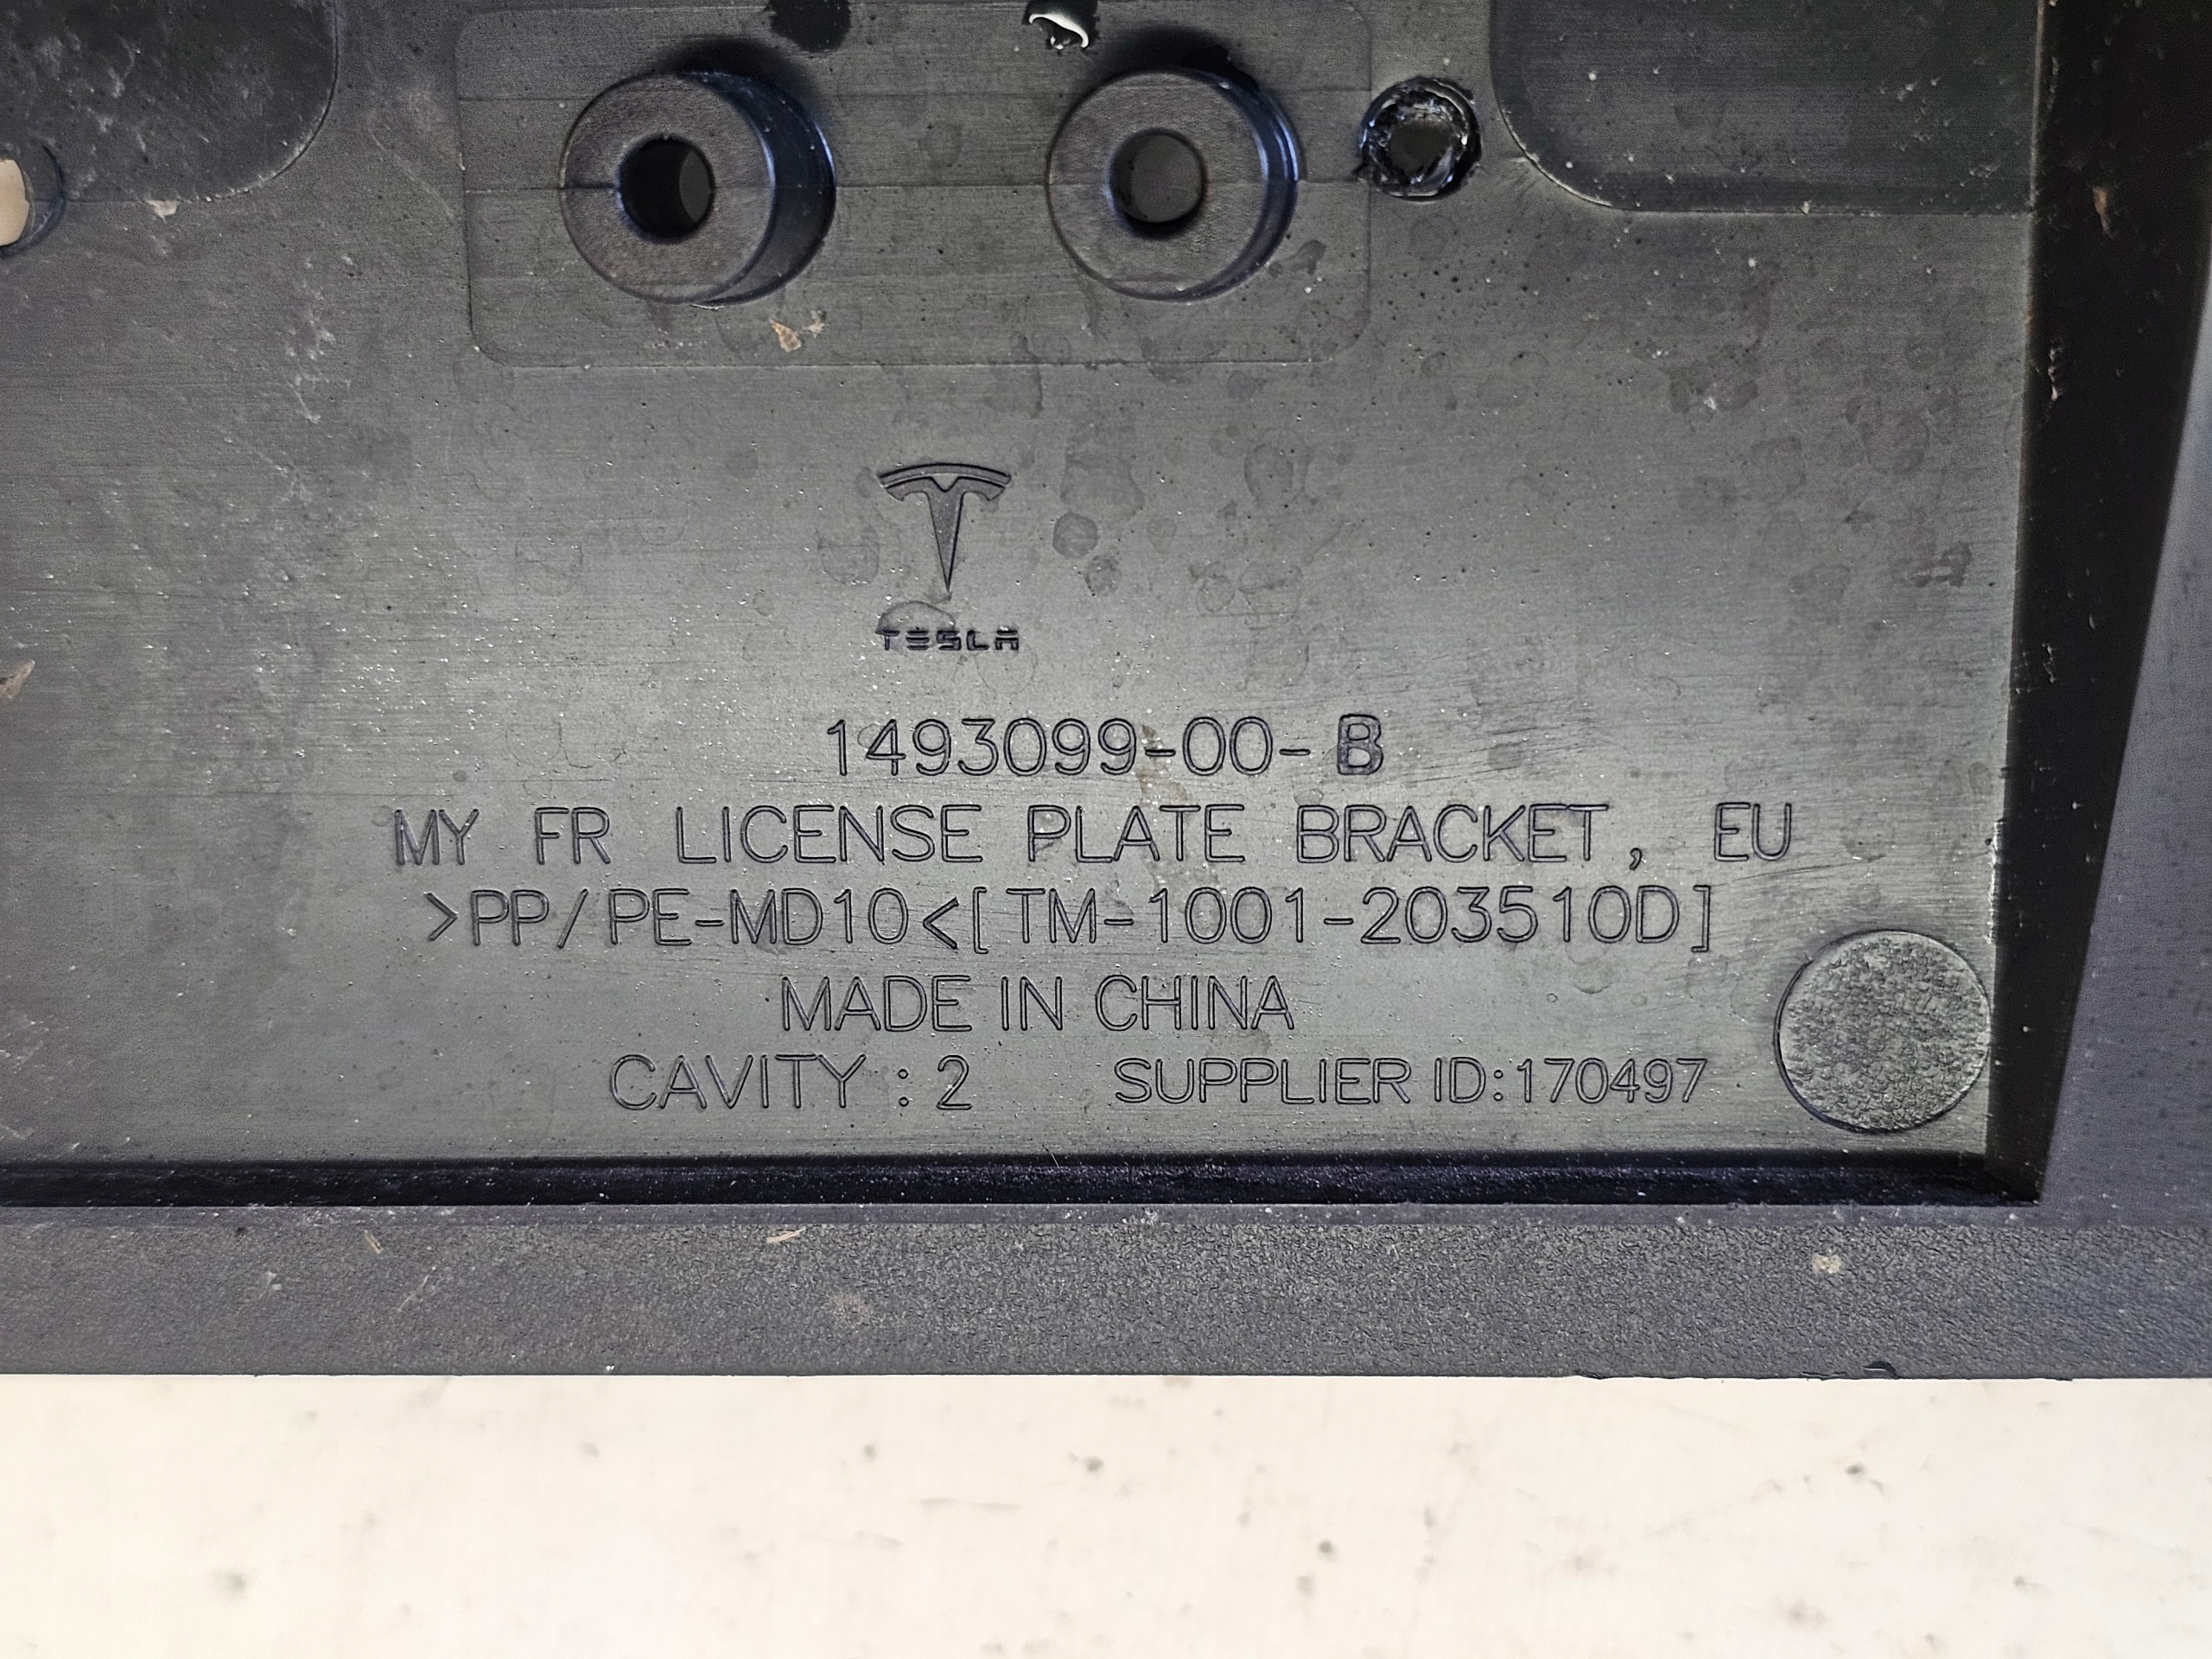 TESLA
1493099-00-B
MY FR LICENSE PLATE BRACKET, EU
>PP/PE-MD10<[TM-1001-203510D]
MADE IN CHINA
CAVITY : 2 SUPPLIER ID:170497